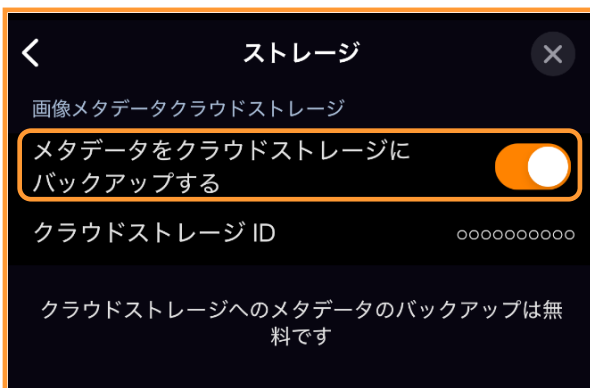 ストレージ
画像メタデータクラウドストレージ
メタデータをクラウドストレージに
バックアップする
クラウドストレージ ID　○○○○○○○○○○
クラウドストレージへのメタデータのバックアップは無
料です